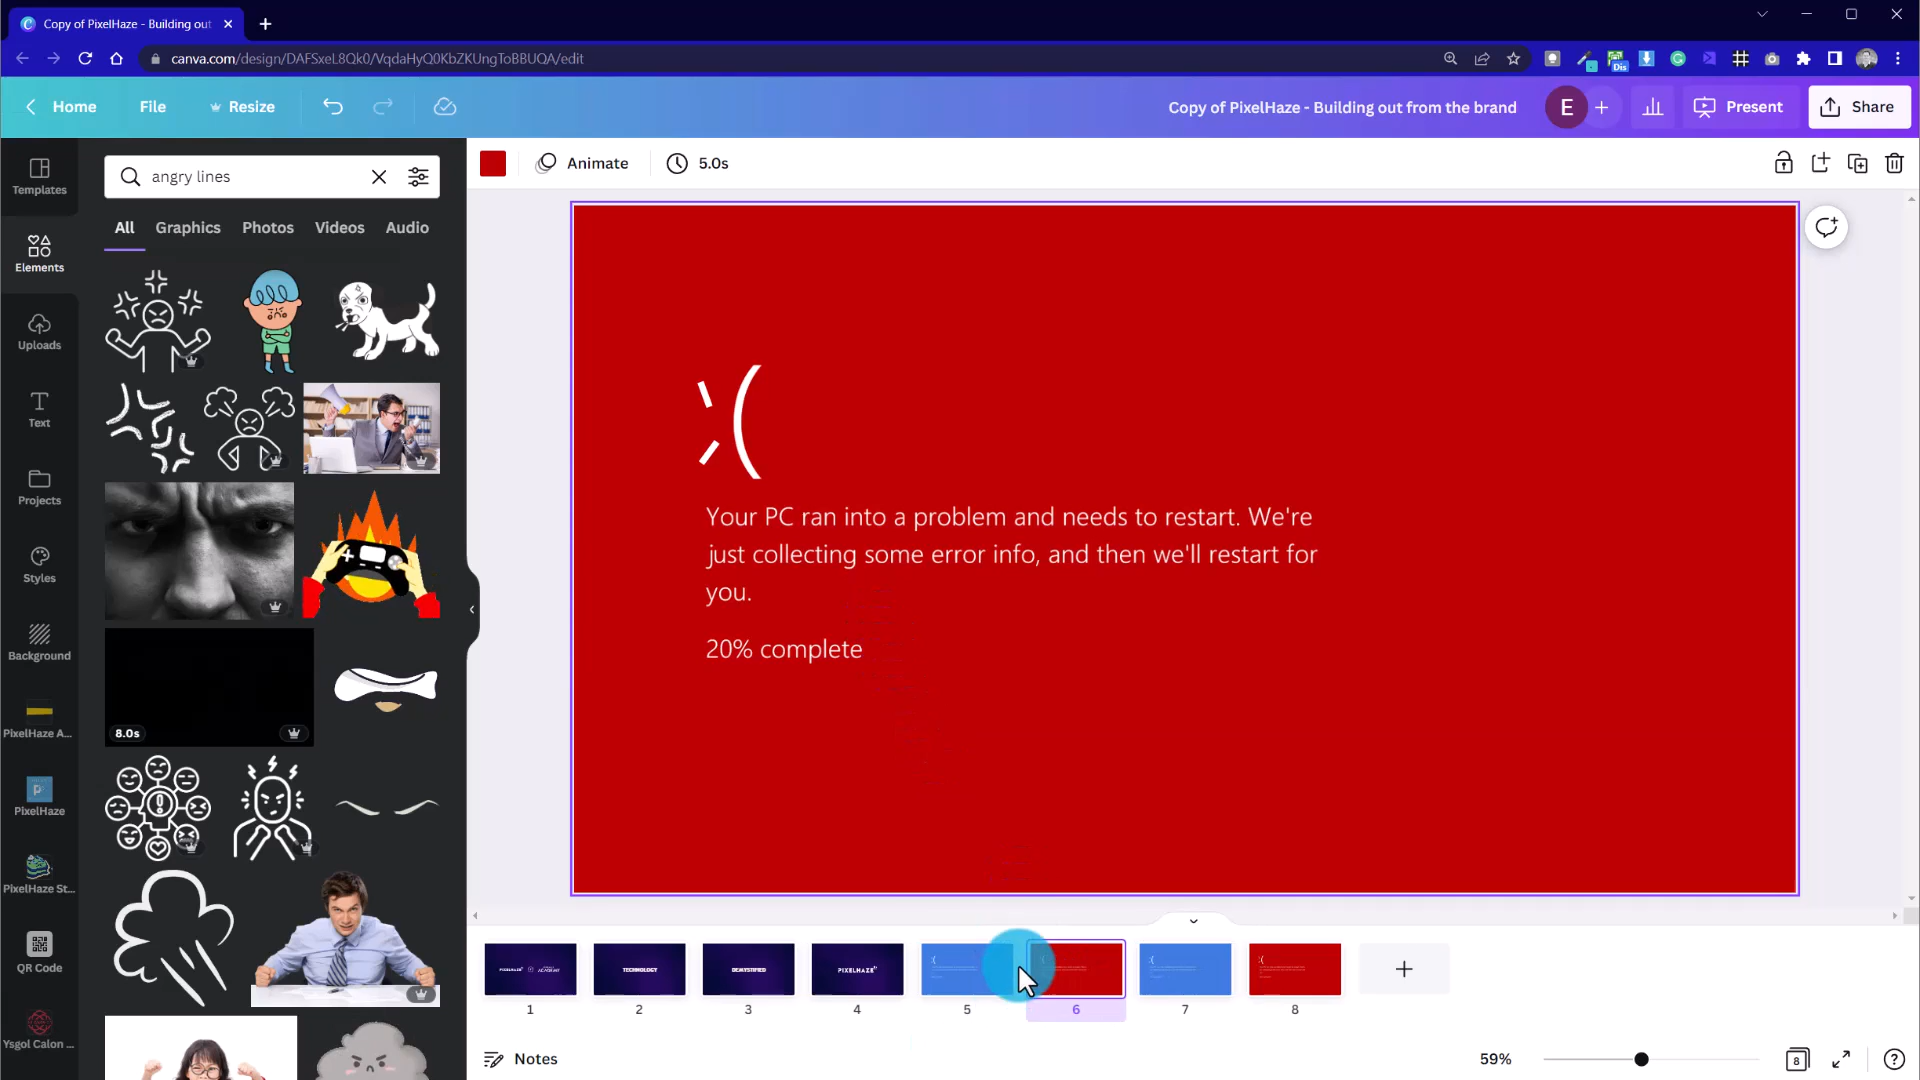 Copy of PixelHaze - Building out
canva.com/design/DAFSxeL8Qk0/VqdaHyQ0KbZKUngToBBUQA/edit
Dis
Home
File
Resize
Copy of PixelHaze - Building out from the brand
E
Present
Share
Templates
Elements
Uploads
Text
Projects
Styles
Background
PixelHaze A...
PixelHaze
PixelHaze St...
QR Code
Ysgol Calon ...
angry lines
All
Graphics
Photos
Videos
Audio
8.0s
Animate
5.0s
:(
Your PC ran into a problem and needs to restart. We're
just collecting some error info, and then we'll restart for
you.
20% complete
TECHNOLOGY
DEMYSTIFIED
PIXELHAZE
1
2
3
4
5
6
7
8
Notes
59%
8